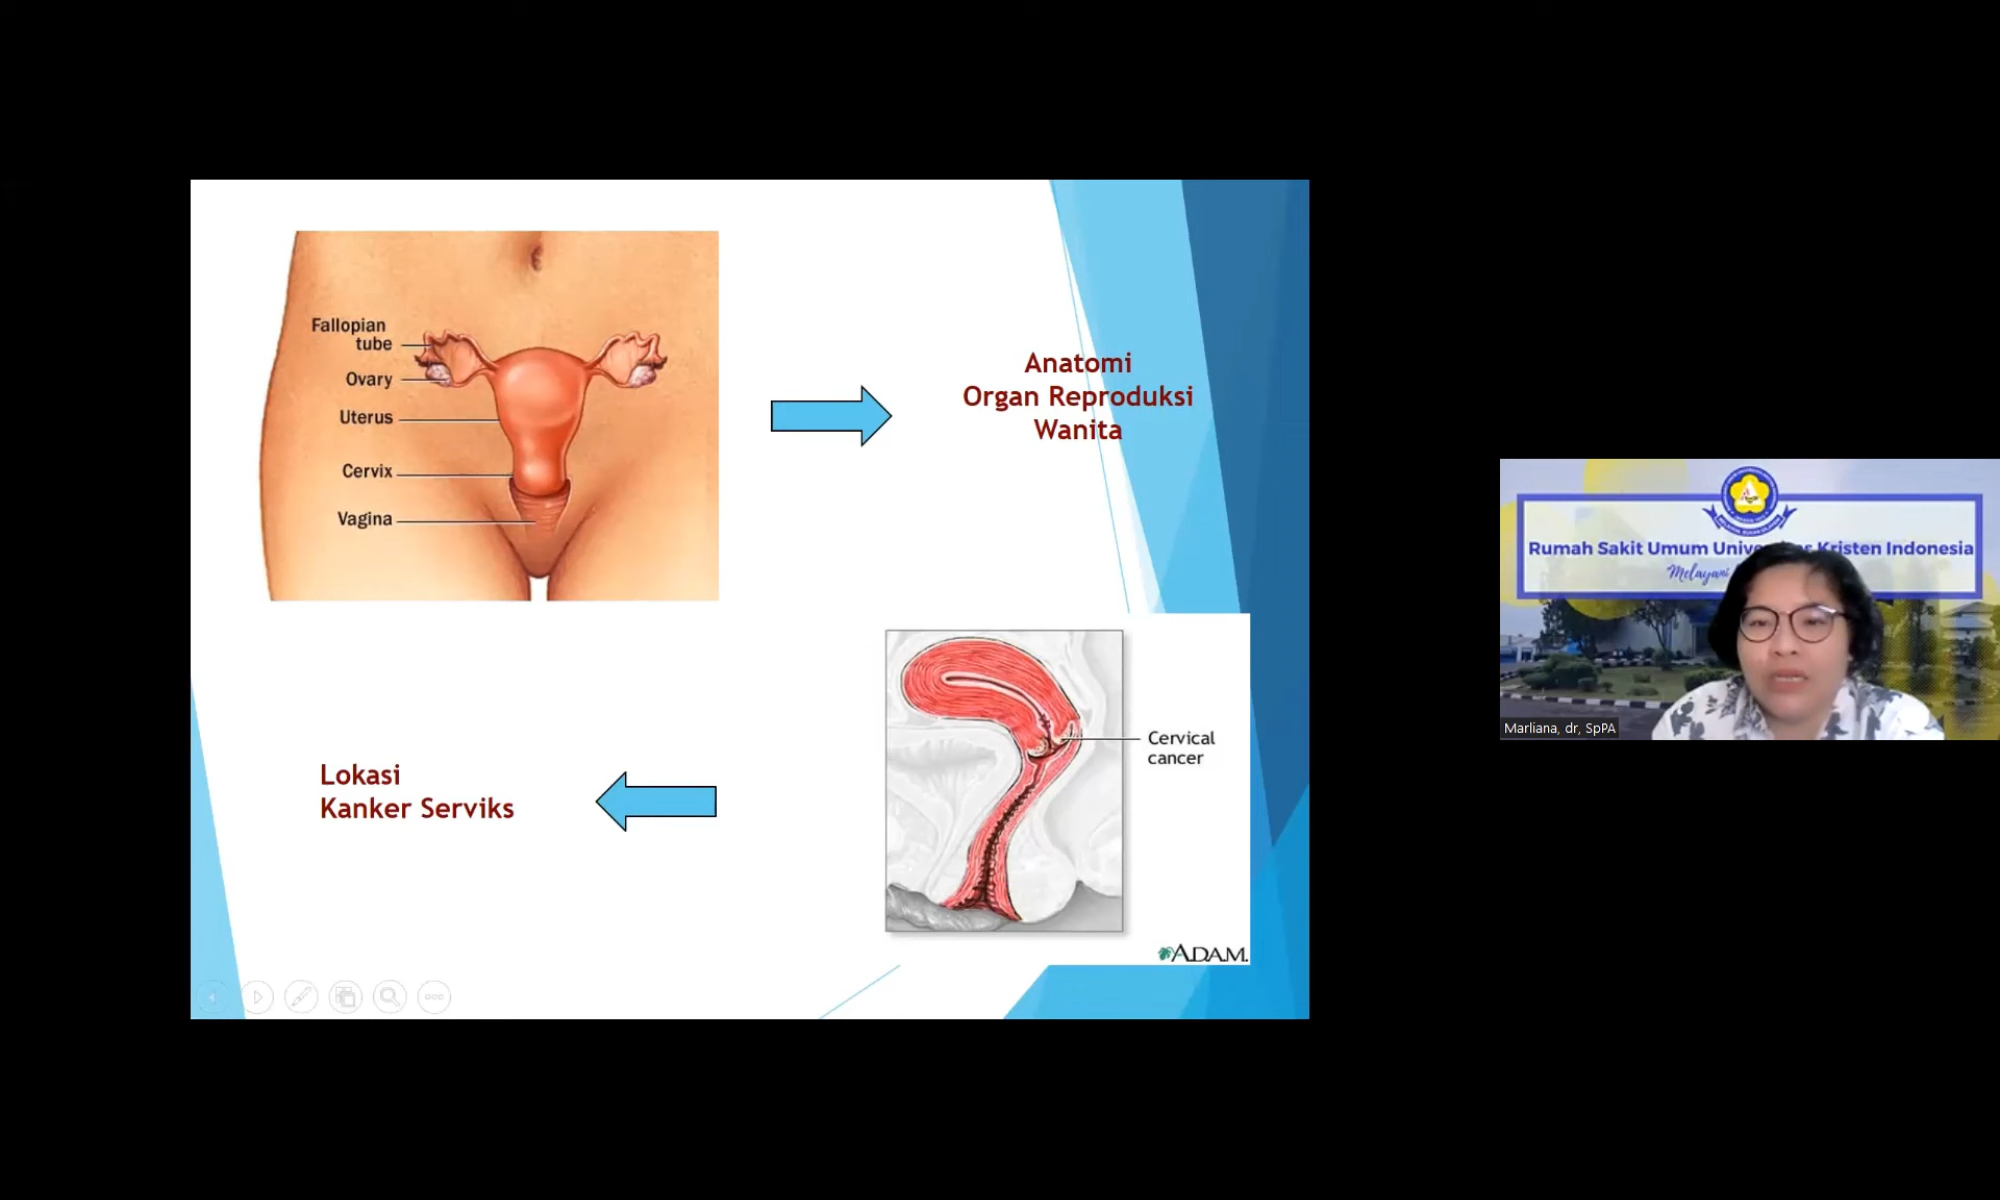 Fallopian
tube
Ovary
Uterus
Cervix
Vagina
Anatomi
Organ Reproduksi
Wanita
Lokasi
Kanker Serviks
Cervical
cancer
A.D.A.M.
Rumah Sakit Umum Kristen Indonesia
Melayani
Marliana, dr, SpPA